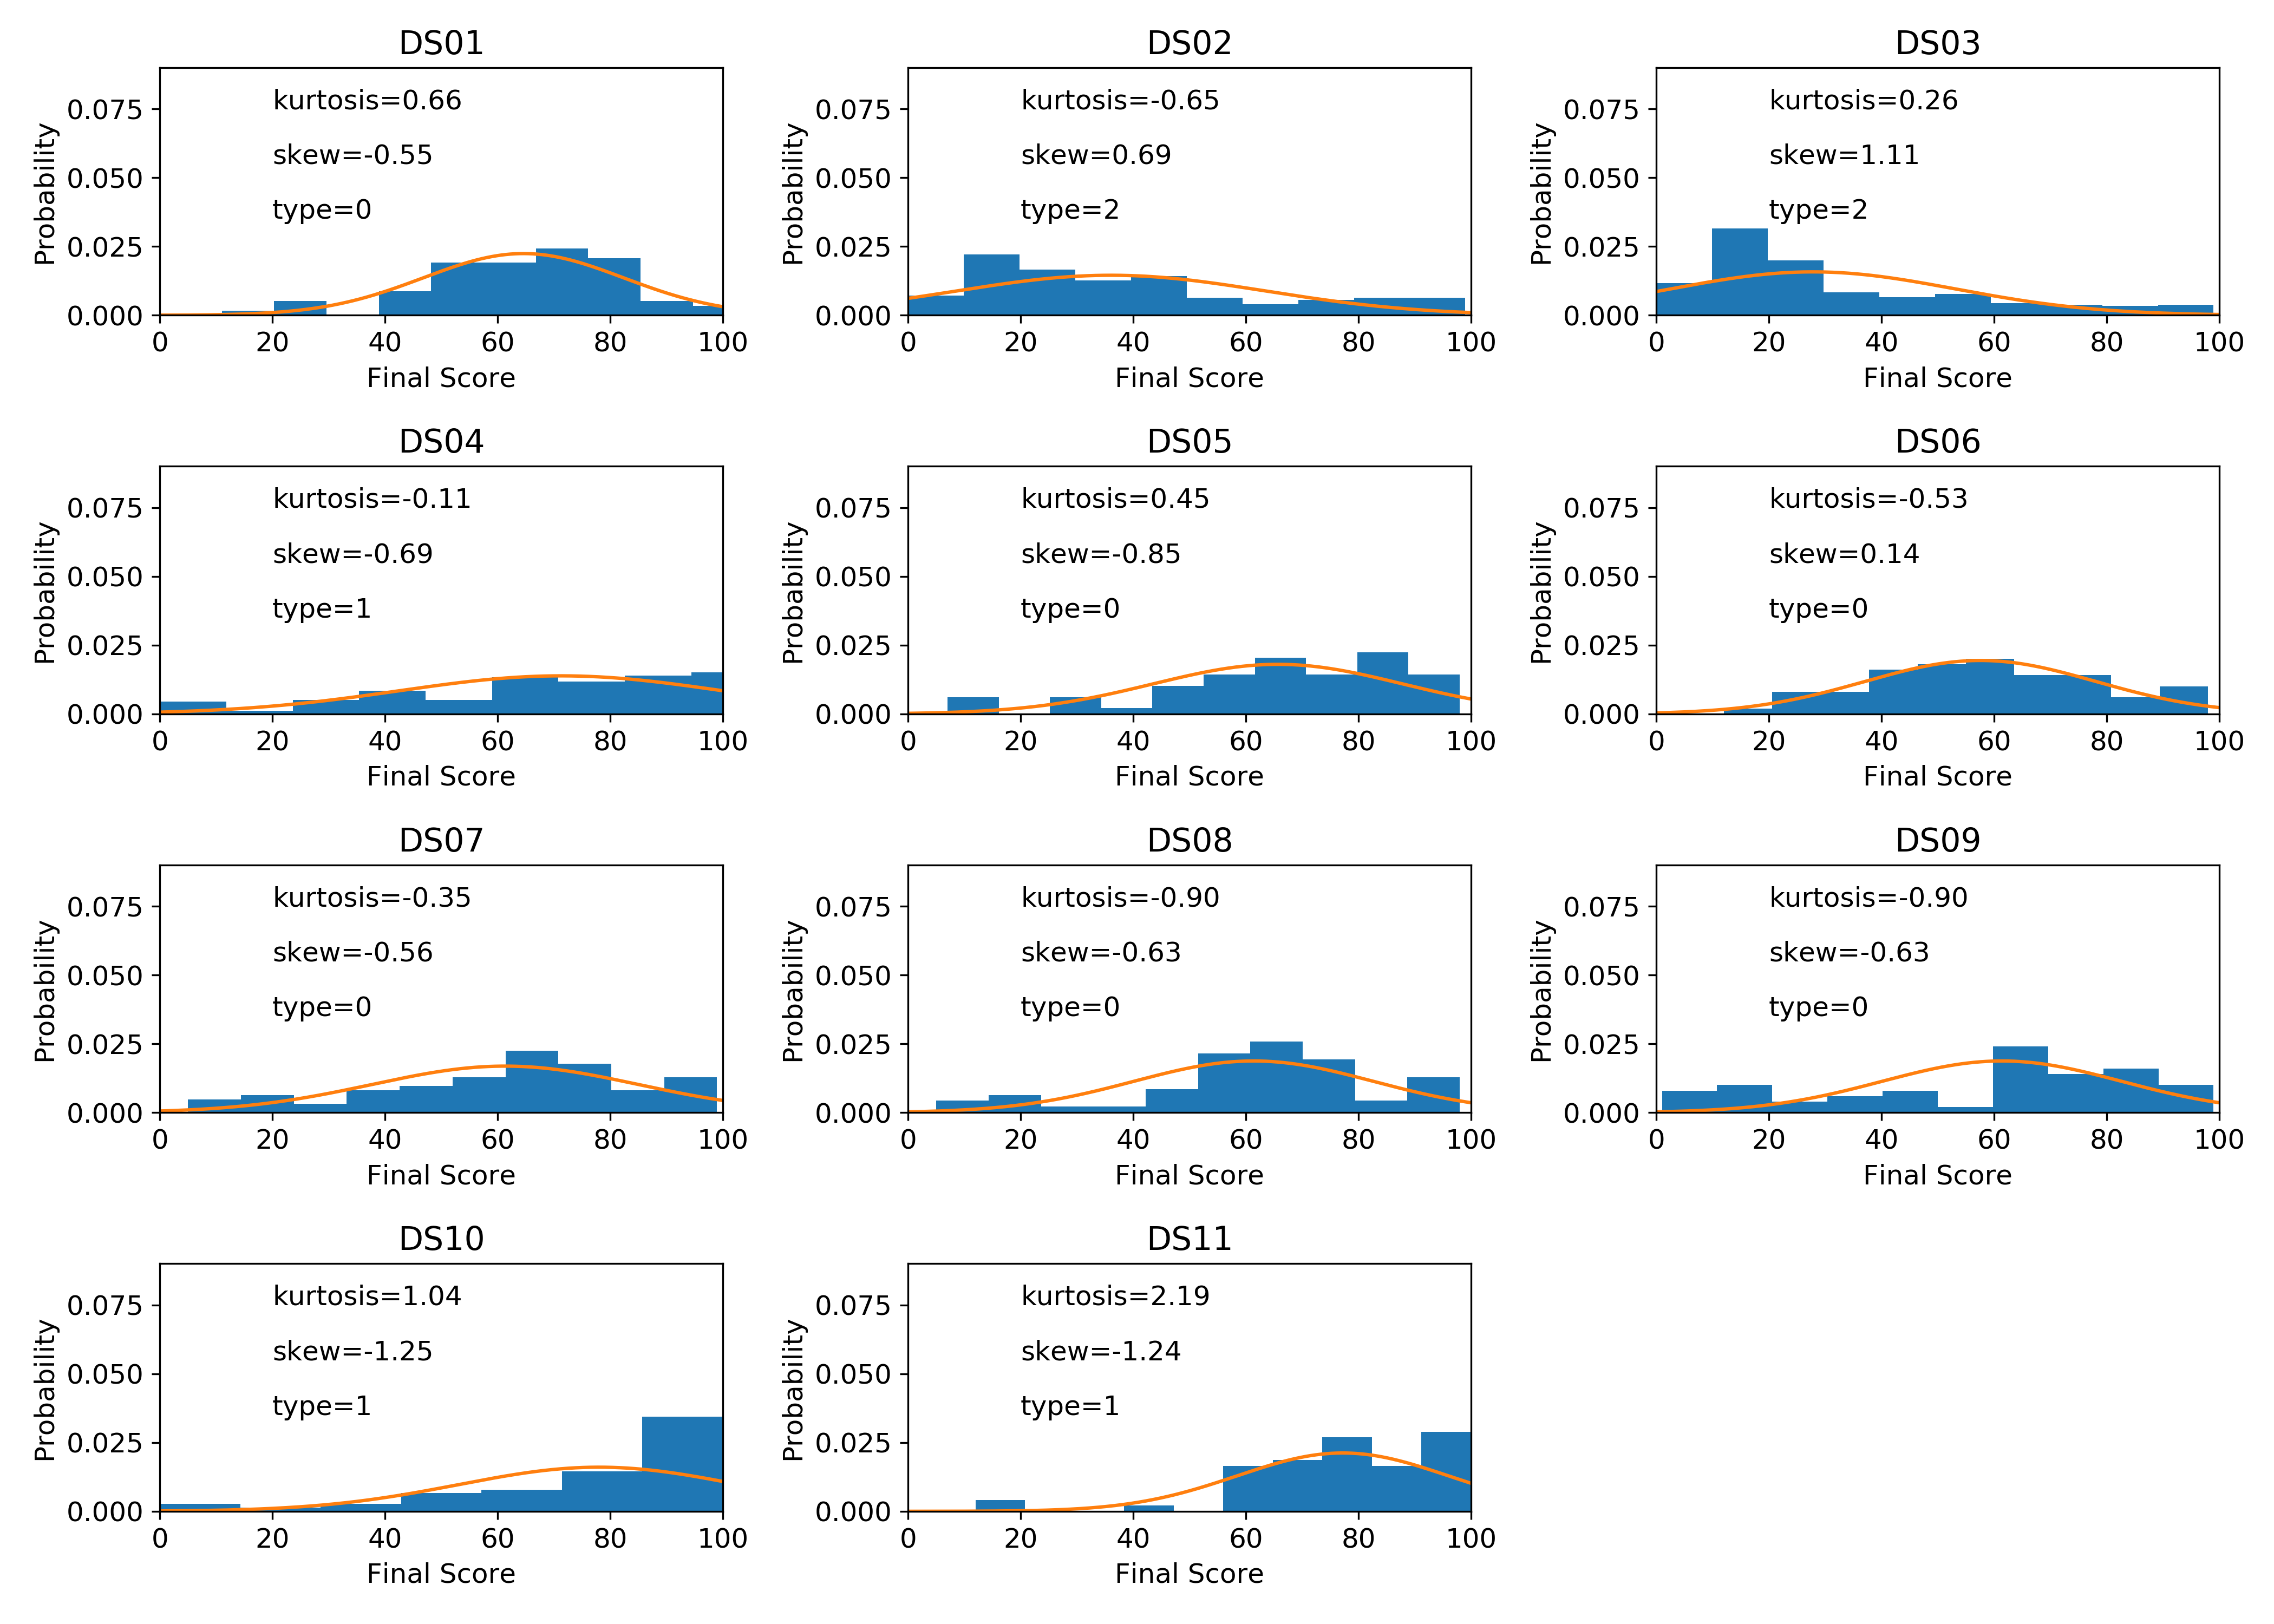 DS01
kurtosis=0.66
skew=-0.55
type=0
0.075
0.050
0.025
0.000
Probability
0 20 40 60 80 100
Final Score
DS02
kurtosis=-0.65
skew=0.69
type=2
0.075
0.050
0.025
0.000
Probability
0 20 40 60 80 100
Final Score
DS03
kurtosis=0.26
skew=1.11
type=2
0.075
0.050
0.025
0.000
Probability
0 20 40 60 80 100
Final Score
DS04
kurtosis=-0.11
skew=-0.69
type=1
0.075
0.050
0.025
0.000
Probability
0 20 40 60 80 100
Final Score
DS05
kurtosis=0.45
skew=-0.85
type=0
0.075
0.050
0.025
0.000
Probability
0 20 40 60 80 100
Final Score
DS06
kurtosis=-0.53
skew=0.14
type=0
0.075
0.050
0.025
0.000
Probability
0 20 40 60 80 100
Final Score
DS07
kurtosis=-0.35
skew=-0.56
type=0
0.075
0.050
0.025
0.000
Probability
0 20 40 60 80 100
Final Score
DS08
kurtosis=-0.90
skew=-0.63
type=0
0.075
0.050
0.025
0.000
Probability
0 20 40 60 80 100
Final Score
DS09
kurtosis=-0.90
skew=-0.63
type=0
0.075
0.050
0.025
0.000
Probability
0 20 40 60 80 100
Final Score
DS10
kurtosis=1.04
skew=-1.25
type=1
0.075
0.050
0.025
0.000
Probability
0 20 40 60 80 100
Final Score
DS11
kurtosis=2.19
skew=-1.24
type=1
0.075
0.050
0.025
0.000
Probability
0 20 40 60 80 100
Final Score